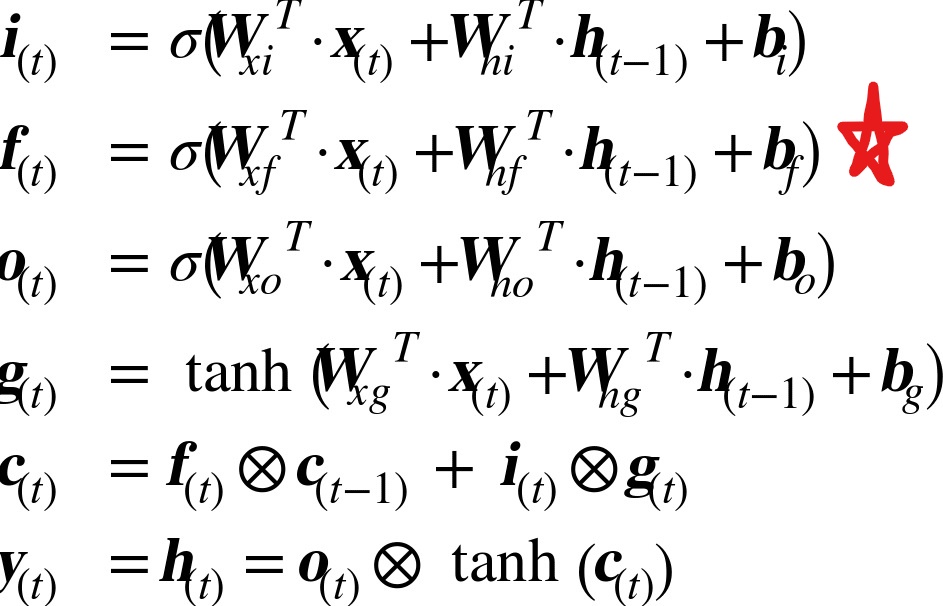 i(t) = σ(Wxi^T · x(t) + Whi^T · h(t−1) + bi)
f(t) = σ(Wxf^T · x(t) + Whf^T · h(t−1) + bf)
o(t) = σ(Wxo^T · x(t) + Who^T · h(t−1) + bo)
g(t) = tanh (Wxg^T · x(t) + Whg^T · h(t−1) + bg)
c(t) = f(t) ⊗ c(t−1) + i(t) ⊗ g(t)
y(t) = h(t) = o(t) ⊗ tanh (c(t))